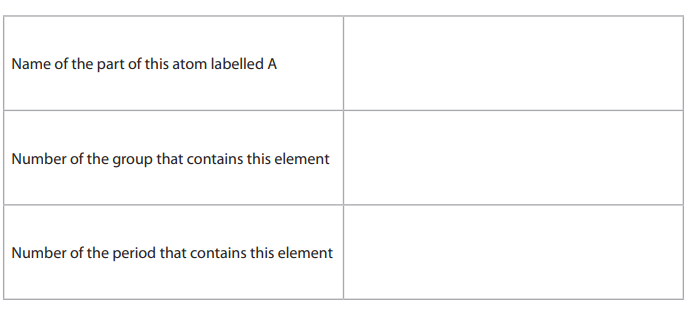 Name of the part of this atom labelled A
Number of the group that contains this element
Number of the period that contains this element